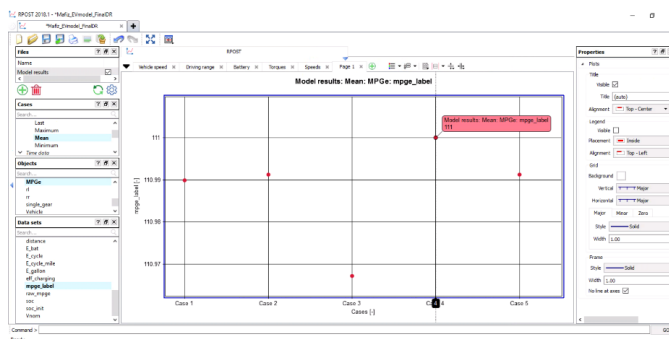 RPOST 2018.1 - *Mafiz_EVmodel_FinalDR
*Mafiz_EVmodel_FinalDR
Files
Name
Model results
Cases
Search...
Last
Maximum
Mean
Minimum
Time date
Objects
Search...
MPGe
rl
rr
single_gear
Vehicle
Data sets
Search...
distance
E_bat
E_cycle
E_cycle_mile
E_gallon
eff_charging
mpge_label
raw_mpge
soc
soc_init
Vnom
RPOST
Vehicle speed
Driving range
Battery
Torques
Speeds
Page 1
Model results: Mean: MPGe: mpge_label
Model results: Mean: MPGe: mpge_label
111
mpge_label [-]
111
110.99
110.98
110.97
Case 1
Case 2
Case 3
4
Case 5
Cases [-]
Properties
Plots
Title
Visible
Title (auto)
Alignment Top - Center
Legend
Visible
Placement Inside
Alignment Top - Left
Grid
Background
Vertical Major
Horizontal Major
Major Minor Zero
Style Solid
Width 1.00
Frame
Style Solid
Width 1.00
No line at axes
Command >
GO